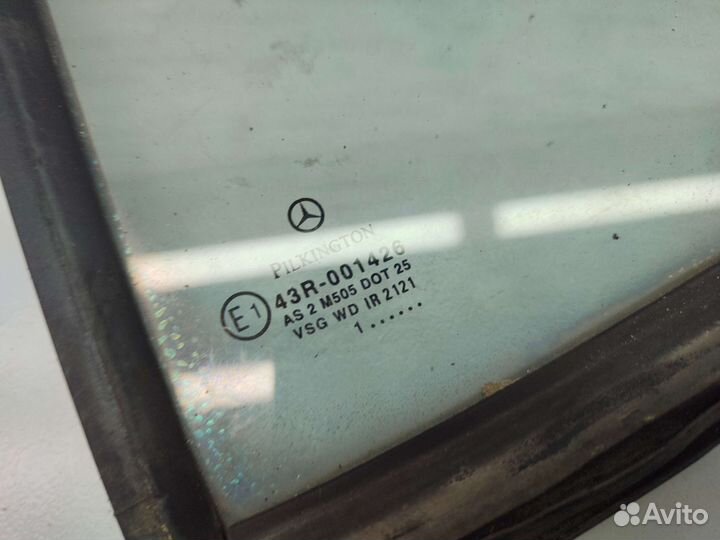 PILKINGTON
E1
43R-001426
AS 2 M505 DOT 25
VSG WD IR 2121
1......
Avito